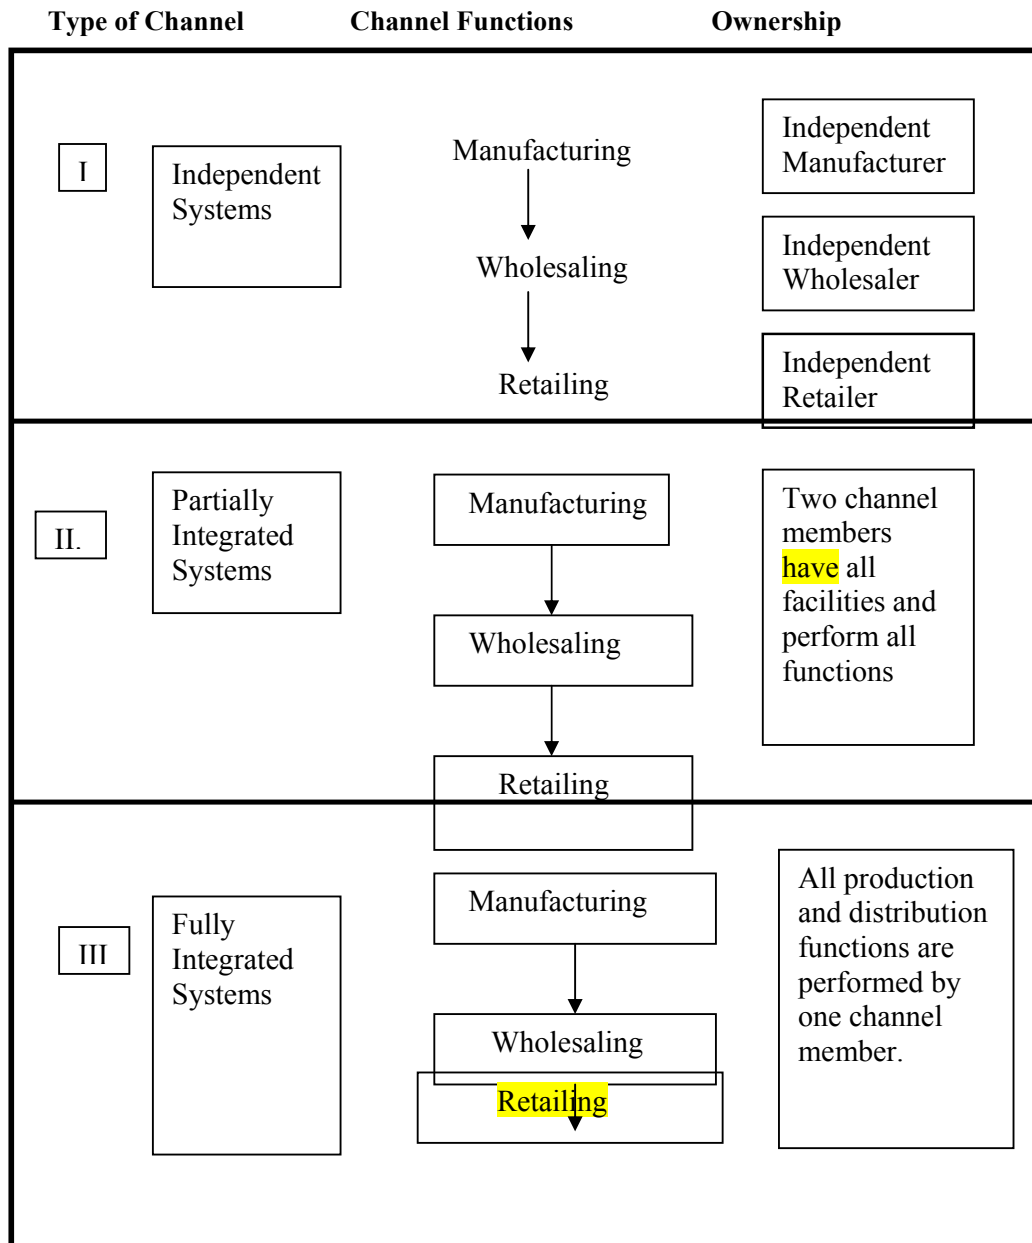 Type of Channel Channel Functions Ownership
I
Independent
Systems
Manufacturing
Wholesaling
Retailing
Independent
Manufacturer
Independent
Wholesaler
Independent
Retailer
II.
Partially
Integrated
Systems
Manufacturing
Wholesaling
Retailing
Two channel
members
have all
facilities and
perform all
functions
III
Fully
Integrated
Systems
Manufacturing
Wholesaling
Retailing
All production
and distribution
functions are
performed by
one channel
member.